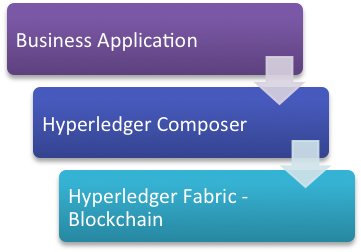 Business Application
Hyperledger Composer
Hyperledger Fabric -
Blockchain